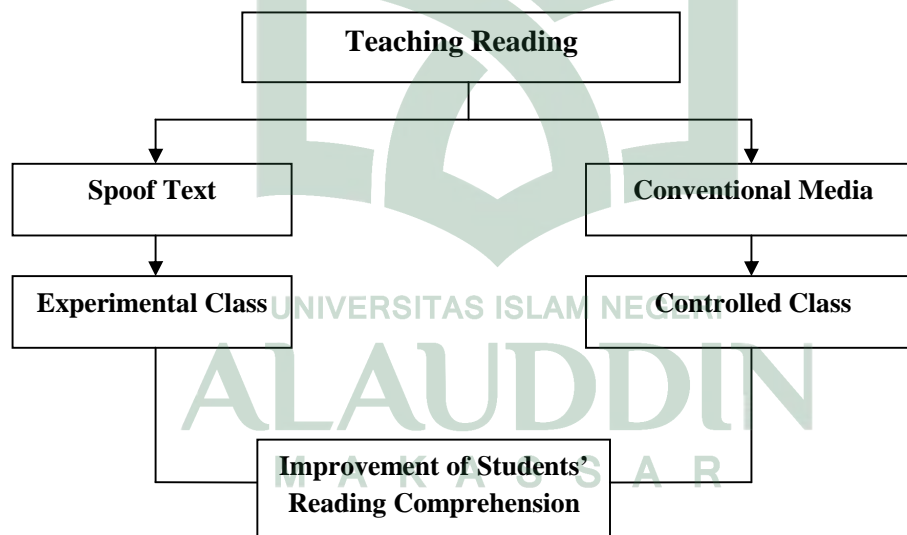 Teaching Reading
Spoof Text
Conventional Media
Experimental Class
Controlled Class
UNIVERSITAS ISLAM NEGERI
ALAUDDIN
Improvement of Students’
Reading Comprehension
MAKASSAR